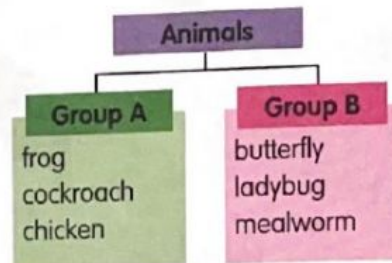 Animals
Group A
frog
cockroach
chicken
Group B
butterfly
ladybug
mealworm